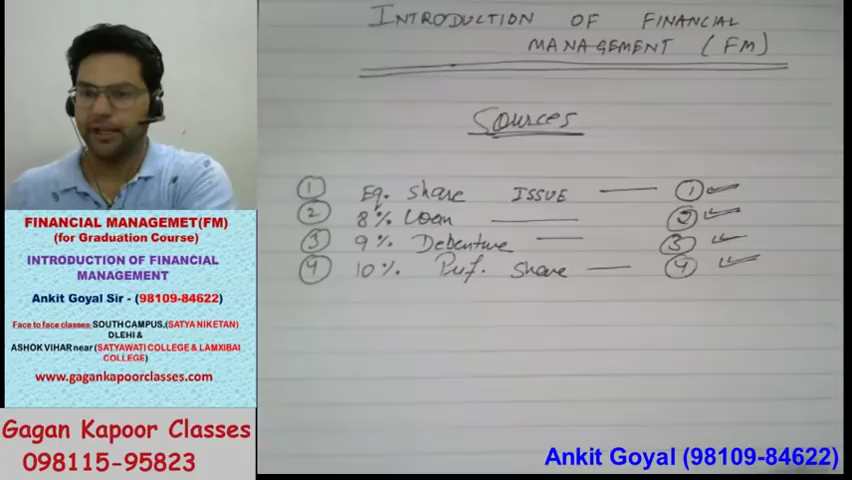 INTRODUCTION OF FINANCIAL
MANAGEMENT (FM)
Sources
① Eq. Share ISSUE — ①
② 8% Loan — ②
③ 9% Debenture — ③
④ 10% Pref. Share — ④
FINANCIAL MANAGEMET(FM)
(for Graduation Course)
INTRODUCTION OF FINANCIAL
MANAGEMENT
Ankit Goyal Sir - (98109-84622)
Face to face classes: SOUTH CAMPUS,(SATYA NIKETAN)
DLEHI &
ASHOK VIHAR near (SATYAWATI COLLEGE & LAMXIBAI
COLLEGE)
www.gagankapoorclasses.com
Gagan Kapoor Classes
098115-95823
Ankit Goyal (98109-84622)